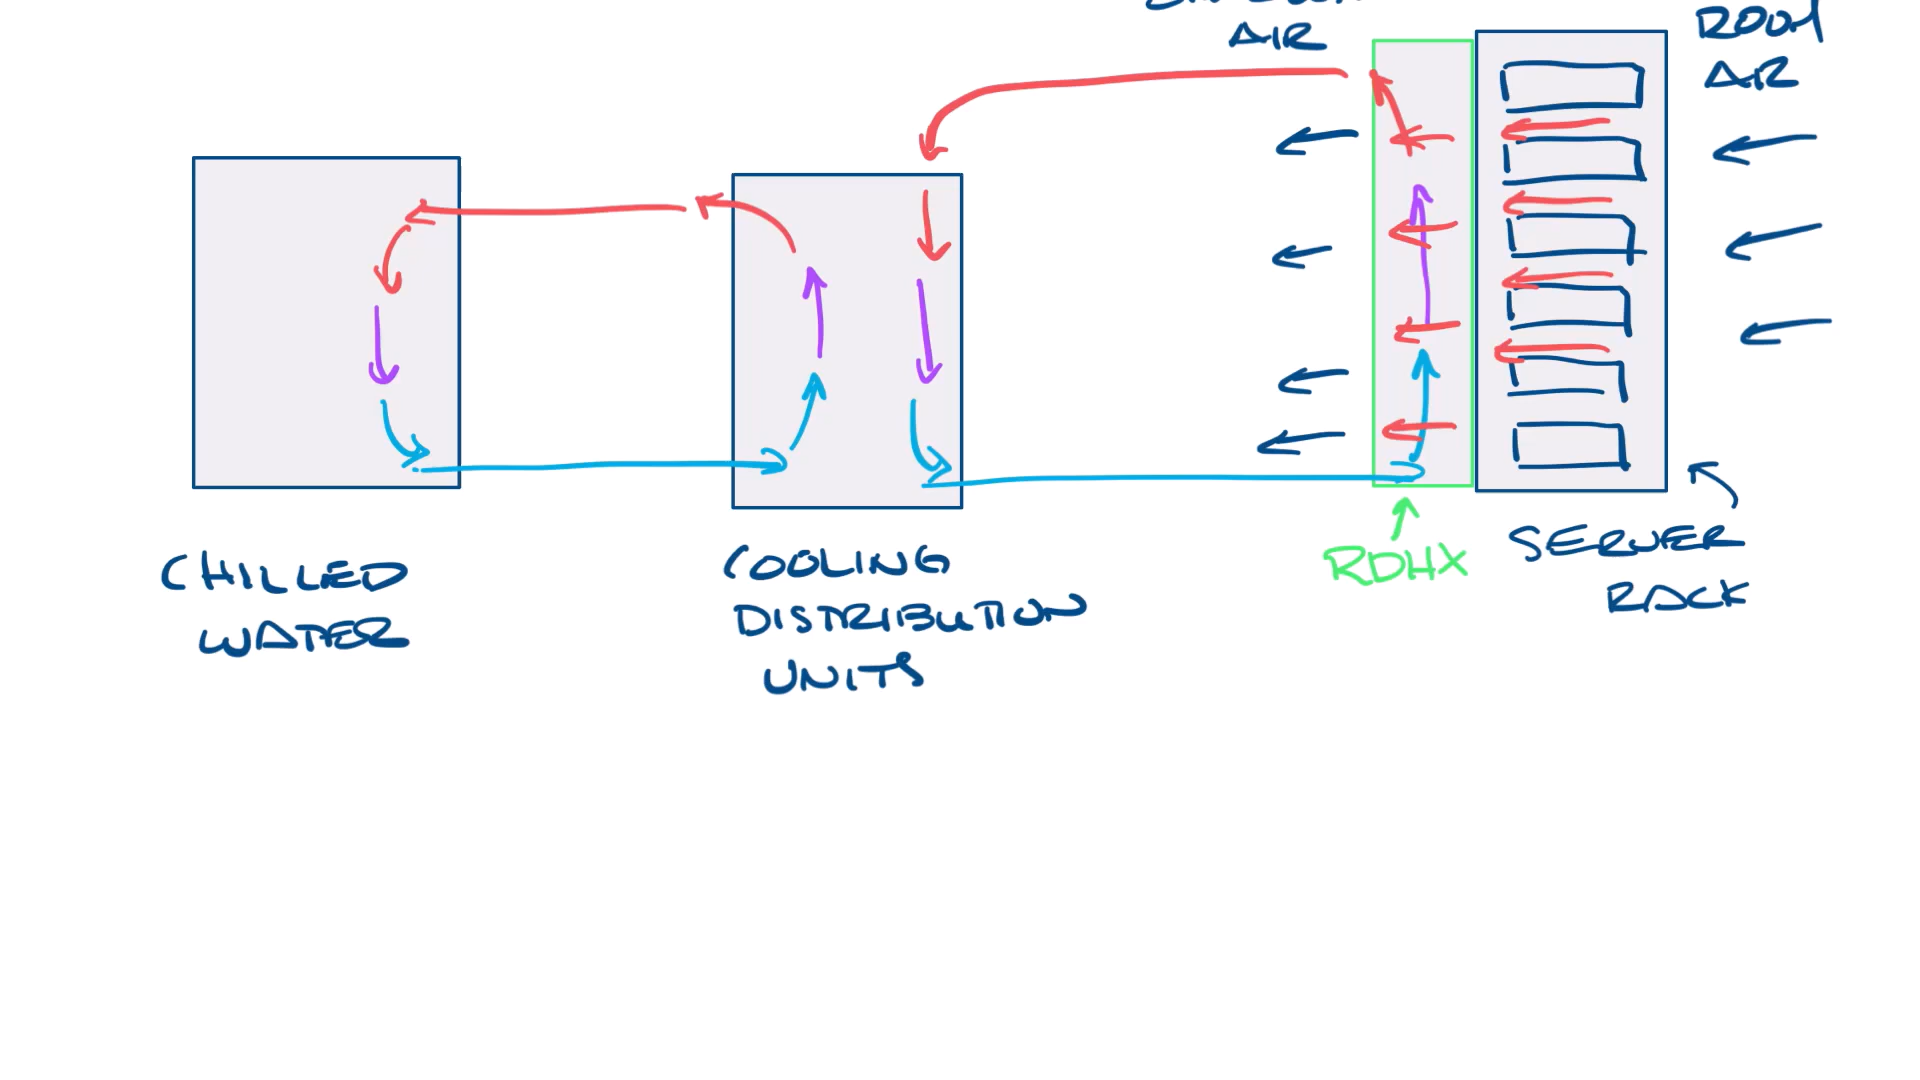 AIR
ROOM
AIR
CHILLED
WATER
COOLING
DISTRIBUTION
UNITS
RDHX
SERVER
RACK